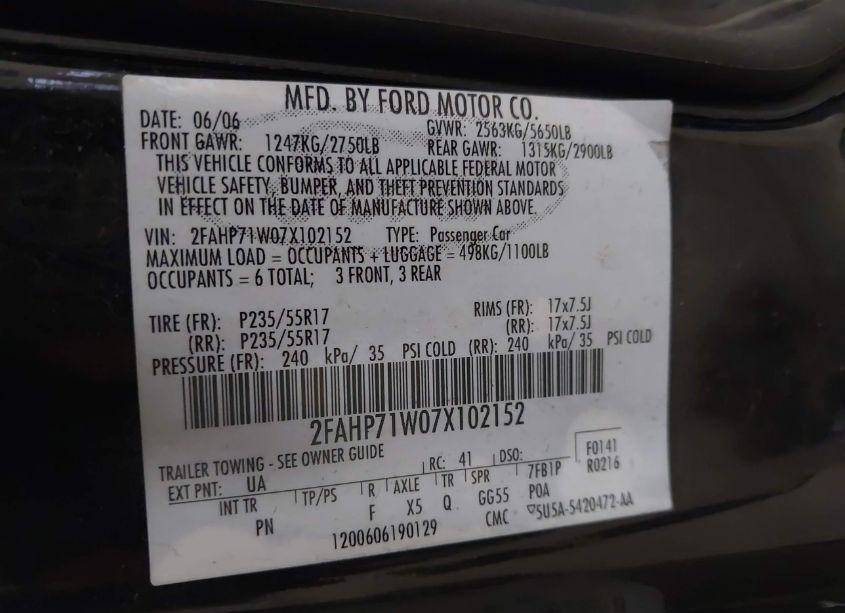 MFD. BY FORD MOTOR CO.
DATE: 06/06 GVWR: 2563KG/5650LB
FRONT GAWR: 1247KG/2750LB REAR GAWR: 1315KG/2900LB
THIS VEHICLE CONFORMS TO ALL APPLICABLE FEDERAL MOTOR
VEHICLE SAFETY, BUMPER, AND THEFT PREVENTION STANDARDS
IN EFFECT ON THE DATE OF MANUFACTURE SHOWN ABOVE.
VIN: 2FAHP71W07X102152 TYPE: Passenger Car
MAXIMUM LOAD = OCCUPANTS + LUGGAGE = 498KG/1100LB
OCCUPANTS = 6 TOTAL; 3 FRONT, 3 REAR
TIRE (FR): P235/55R17 RIMS (FR): 17x7.5J
(RR): P235/55R17 (RR): 17x7.5J
PRESSURE (FR): 240 kPa/ 35 PSI COLD (RR): 240 kPa/ 35 PSI COLD
2FAHP71W07X102152
TRAILER TOWING - SEE OWNER GUIDE
EXT PNT: UA RC: 41 DSO: F0141
INT TR TP/PS R AXLE TR SPR 7FB1P R0216
PN F X5 Q GG55 POA
1200606190129 CMC 5U5A-5420472-AA